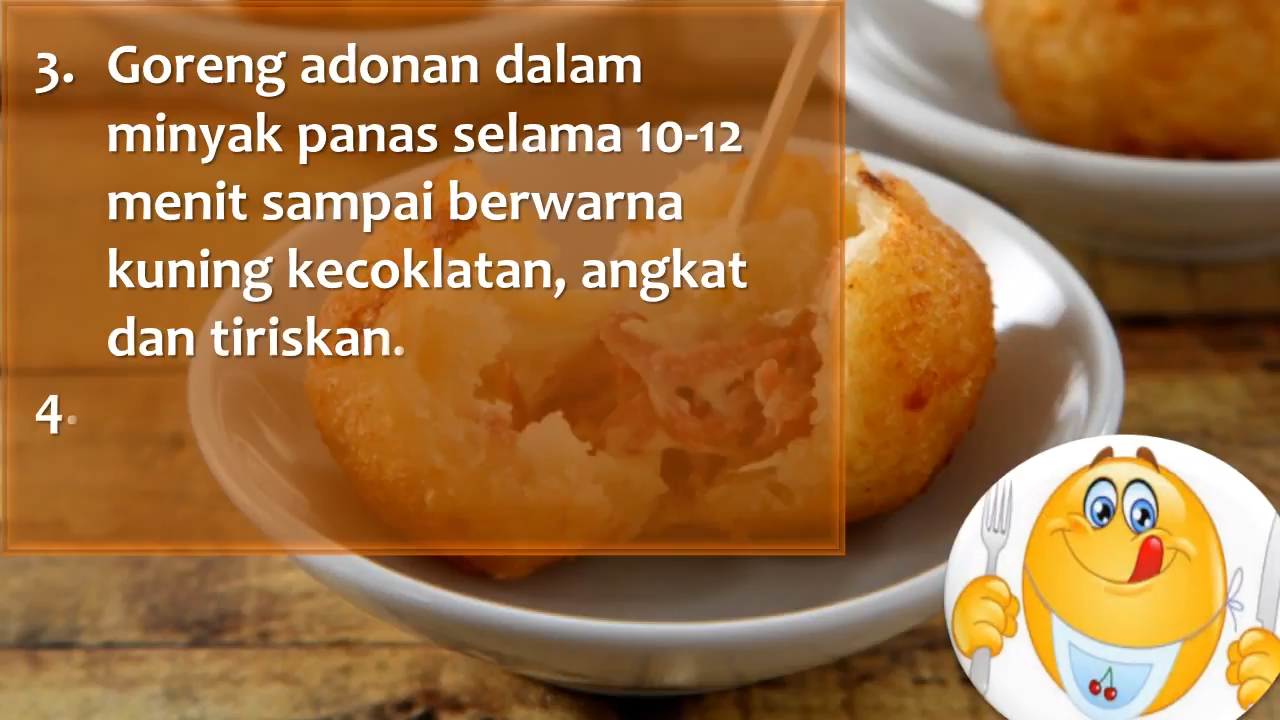 3. Goreng adonan dalam
minyak panas selama 10-12
menit sampai berwarna
kuning kecoklatan, angkat
dan tiriskan.
4.